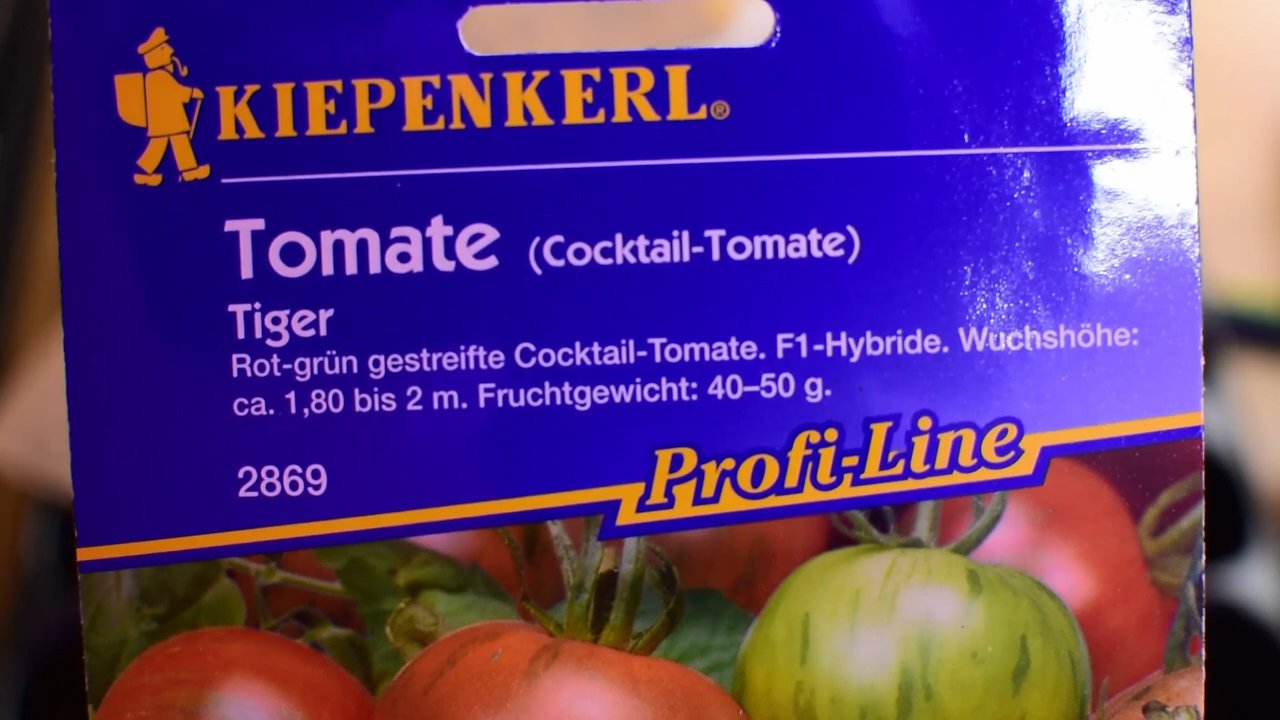 KIEPENKERL®
Tomate (Cocktail-Tomate)
Tiger
Rot-grün gestreifte Cocktail-Tomate. F1-Hybride. Wuchshöhe:
ca. 1,80 bis 2 m. Fruchtgewicht: 40–50 g.
Profi-Line
2869